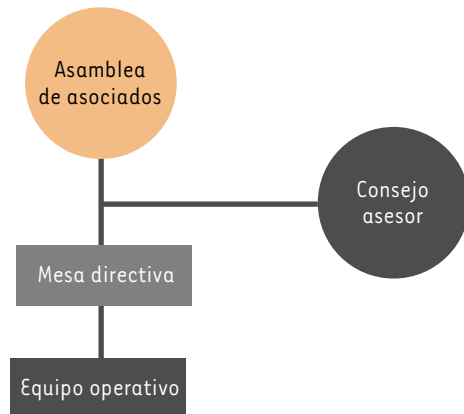 Asamblea
de asociados
Consejo
asesor
Mesa directiva
Equipo operativo